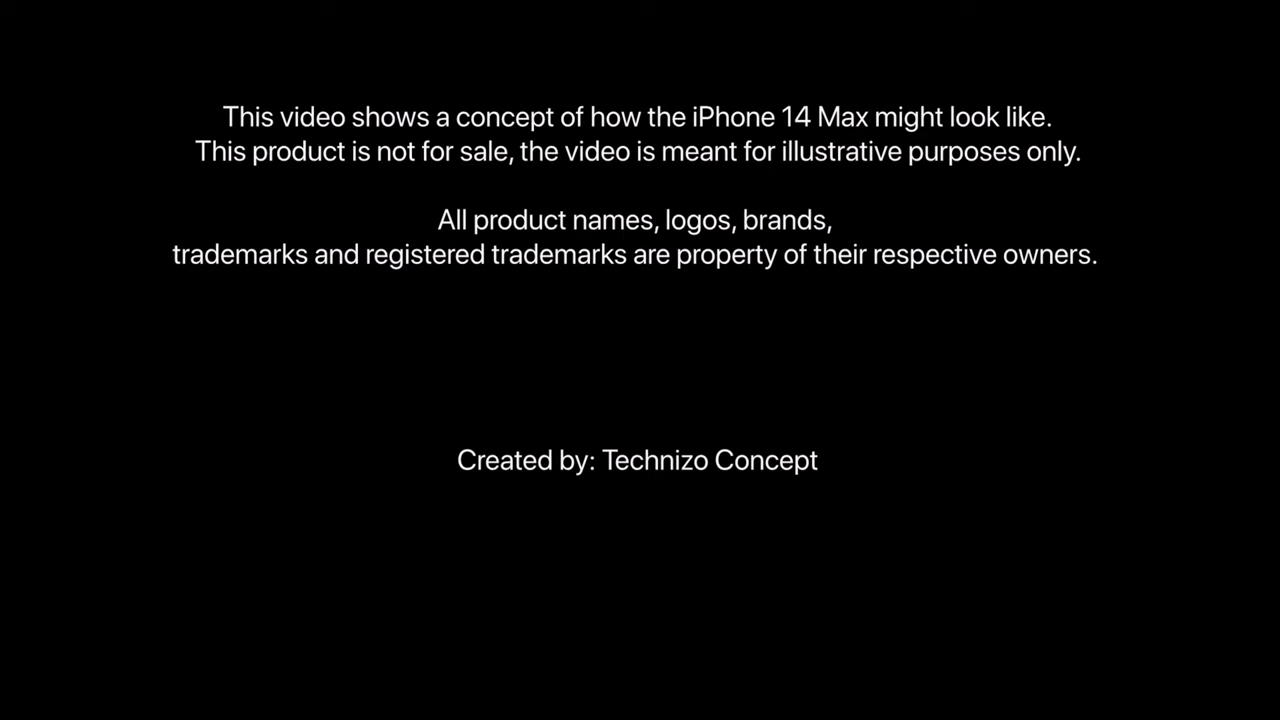 This video shows a concept of how the iPhone 14 Max might look like.
This product is not for sale, the video is meant for illustrative purposes only.
All product names, logos, brands,
trademarks and registered trademarks are property of their respective owners.
Created by: Technizo Concept